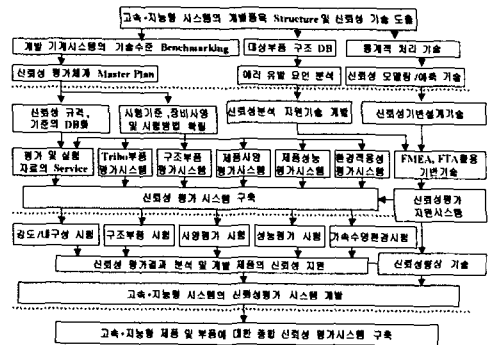 고속·지능형 시스템의 개발품목 Structure 및 신뢰성 기술 도출
개발 기계시스템의 기술수준 Benchmarking
대상부품 구조 DB
통계적 처리 기술
신뢰성 평가체계 Master Plan
에러 유발 요인 분석
신뢰성 모델링/예측 기술
신뢰성 규격, 기준의 DB화
시험기준, 장비사양 및 시험방법 확립
신뢰성분석 지원기술 개발
신뢰성기반설계기술
평가 및 실험 자료의 Service
Tribo부품 평가시스템
구조부품 평가시스템
제품사양 평가시스템
제품성능 평가시스템
환경적응성 평가시스템
FMEA, FTA활용 기반기술
신뢰성 평가 시스템 구축
신뢰성평가 지원시스템
강도/내구성 시험
구조부품 시험
사양평가 시험
성능평가 시험
가속수명환경시험
신뢰성 평가결과 분석 및 개발 제품의 신뢰성 지원
신뢰성향상 기술
고속·지능형 시스템의 신뢰성평가 시스템 개발
고속·지능형 제품 및 부품에 대한 종합 신뢰성 평가시스템 구축